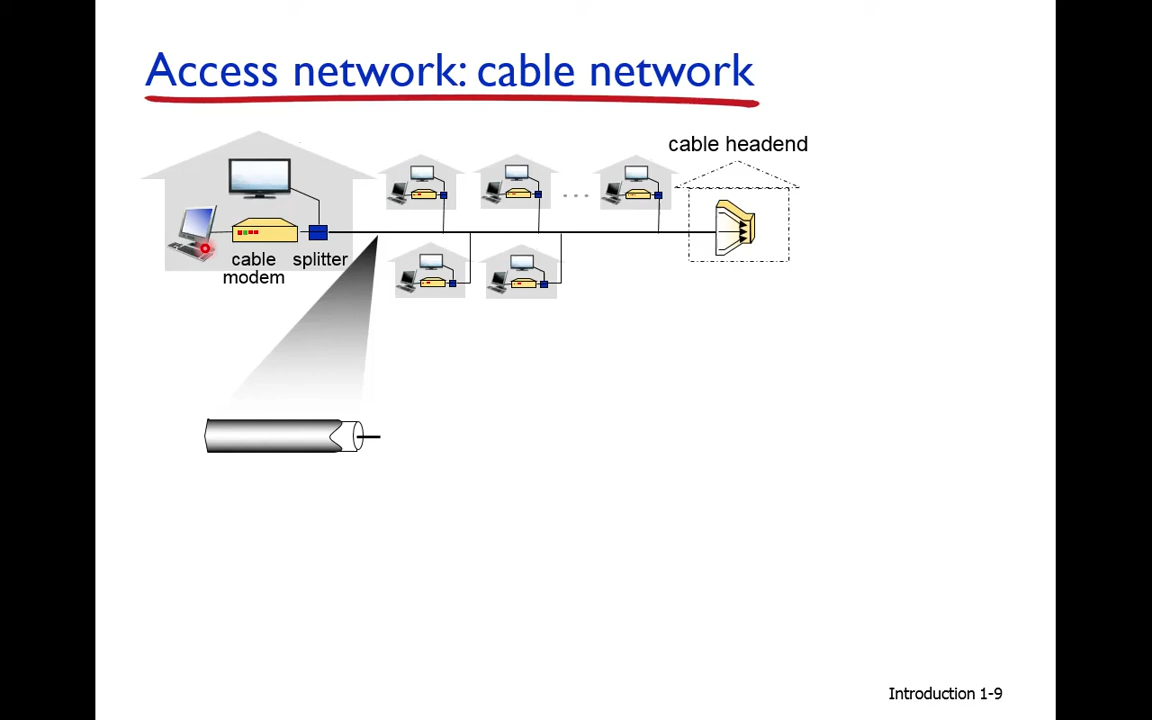 Access network: cable network
cable headend
cable
modem
splitter
Introduction 1-9